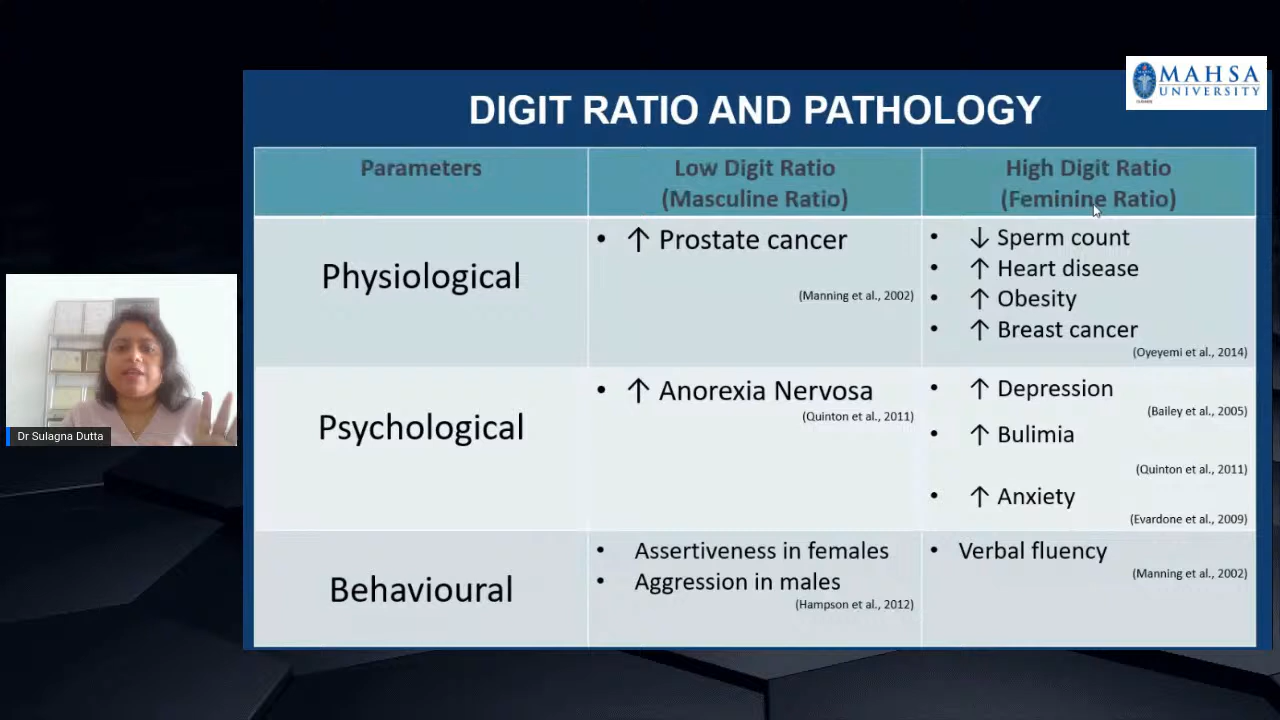 MAHSA
UNIVERSITY
DIGIT RATIO AND PATHOLOGY
Parameters
Low Digit Ratio
(Masculine Ratio)
High Digit Ratio
(Feminine Ratio)
Physiological
• ↑ Prostate cancer
(Manning et al., 2002)
• ↓ Sperm count
• ↑ Heart disease
• ↑ Obesity
• ↑ Breast cancer
(Oyeyemi et al., 2014)
Psychological
• ↑ Anorexia Nervosa
(Quinton et al., 2011)
• ↑ Depression
(Bailey et al., 2005)
• ↑ Bulimia
(Quinton et al., 2011)
• ↑ Anxiety
(Evardone et al., 2009)
Behavioural
• Assertiveness in females
• Aggression in males
(Hampson et al., 2012)
• Verbal fluency
(Manning et al., 2002)
Dr Sulagna Dutta